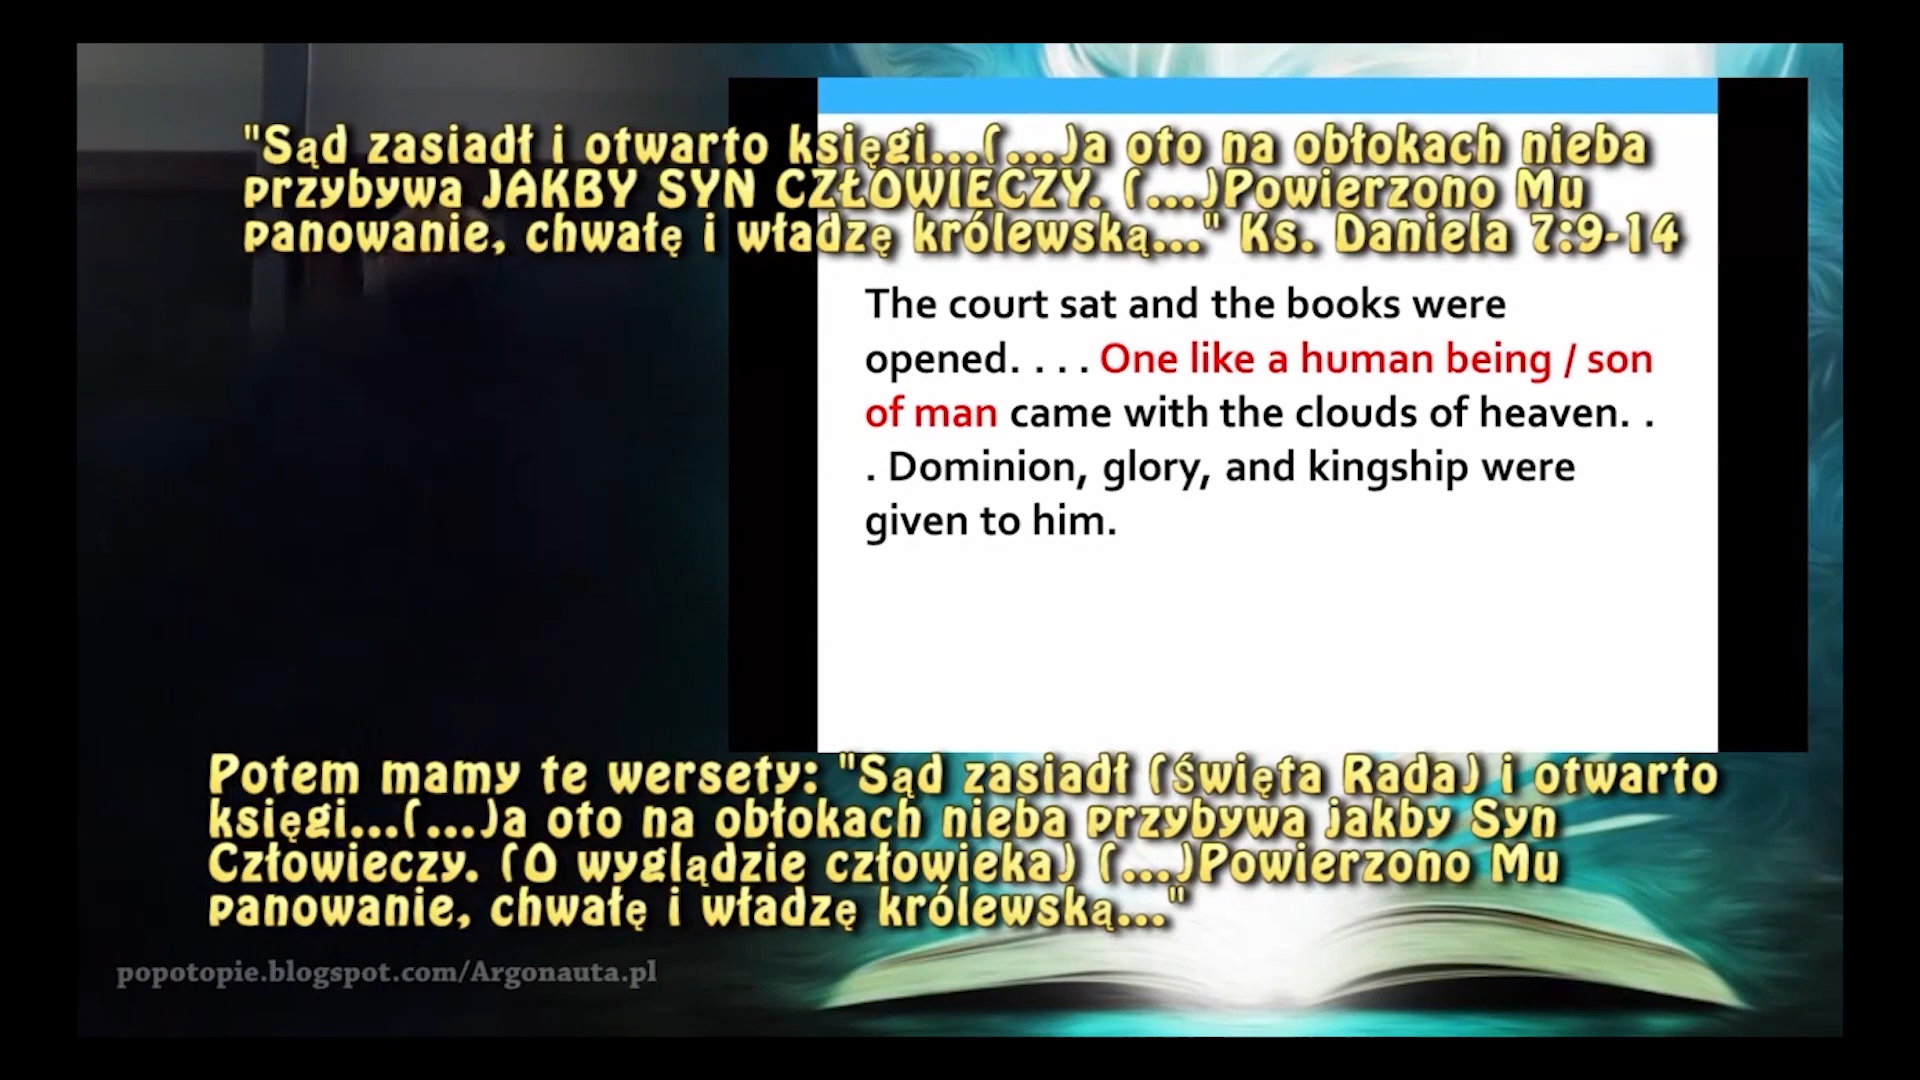 "Sąd zasiadł i otwarto księgi...(...)a oto na obłokach nieba
przybywa JAKBY SYN CZŁOWIECZY. (...)Powierzono Mu
panowanie, chwałę i władzę królewską..." Ks. Daniela 7:9-14
The court sat and the books were
opened. . . . One like a human being / son
of man came with the clouds of heaven. .
. Dominion, glory, and kingship were
given to him.
Potem mamy te wersety: "Sąd zasiadł (Święta Rada) i otwarto
księgi...(...)a oto na obłokach nieba przybywa jakby Syn
Człowieczy. (O wyglądzie człowieka) (...)Powierzono Mu
panowanie, chwałę i władzę królewską..."
popotopie.blogspot.com/Argonauta.pl